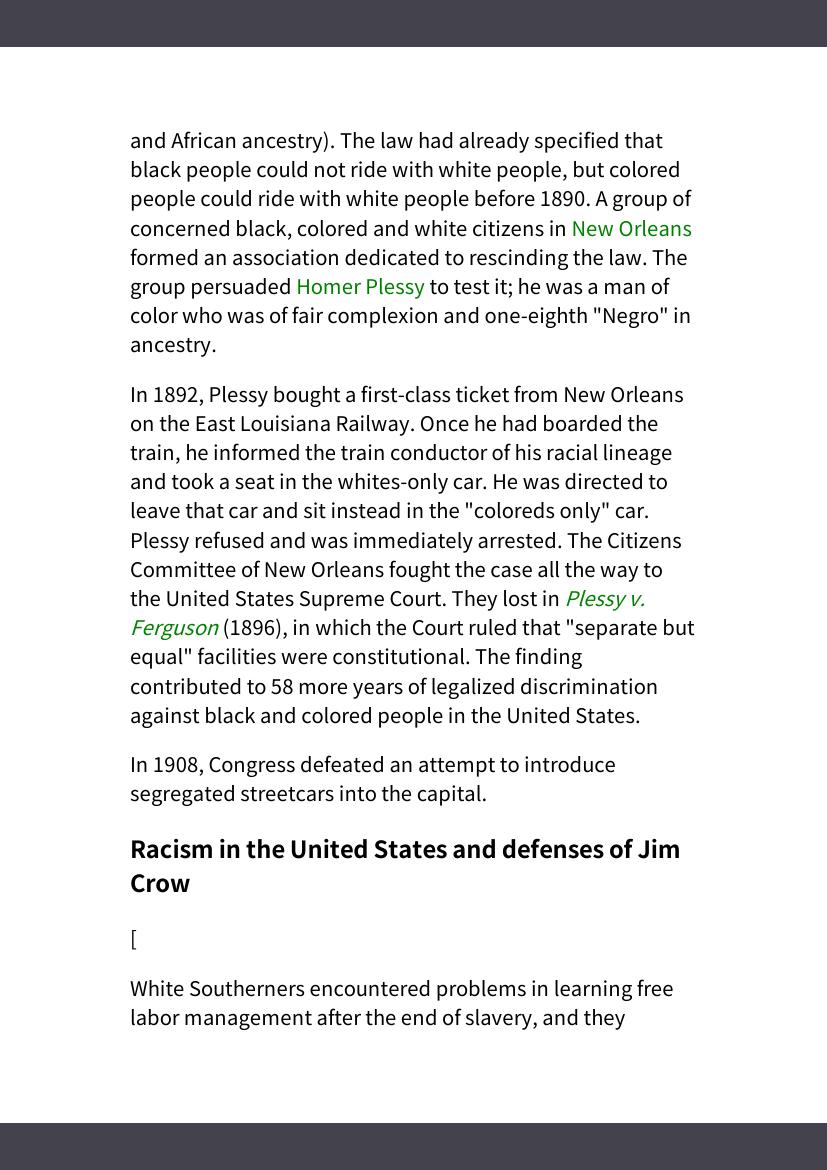 and African ancestry). The law had already specified that
black people could not ride with white people, but colored
people could ride with white people before 1890. A group of
concerned black, colored and white citizens in New Orleans
formed an association dedicated to rescinding the law. The
group persuaded Homer Plessy to test it; he was a man of
color who was of fair complexion and one-eighth "Negro" in
ancestry.
In 1892, Plessy bought a first-class ticket from New Orleans
on the East Louisiana Railway. Once he had boarded the
train, he informed the train conductor of his racial lineage
and took a seat in the whites-only car. He was directed to
leave that car and sit instead in the "coloreds only" car.
Plessy refused and was immediately arrested. The Citizens
Committee of New Orleans fought the case all the way to
the United States Supreme Court. They lost in Plessy v.
Ferguson (1896), in which the Court ruled that "separate but
equal" facilities were constitutional. The finding
contributed to 58 more years of legalized discrimination
against black and colored people in the United States.
In 1908, Congress defeated an attempt to introduce
segregated streetcars into the capital.
Racism in the United States and defenses of Jim
Crow
[
White Southerners encountered problems in learning free
labor management after the end of slavery, and they